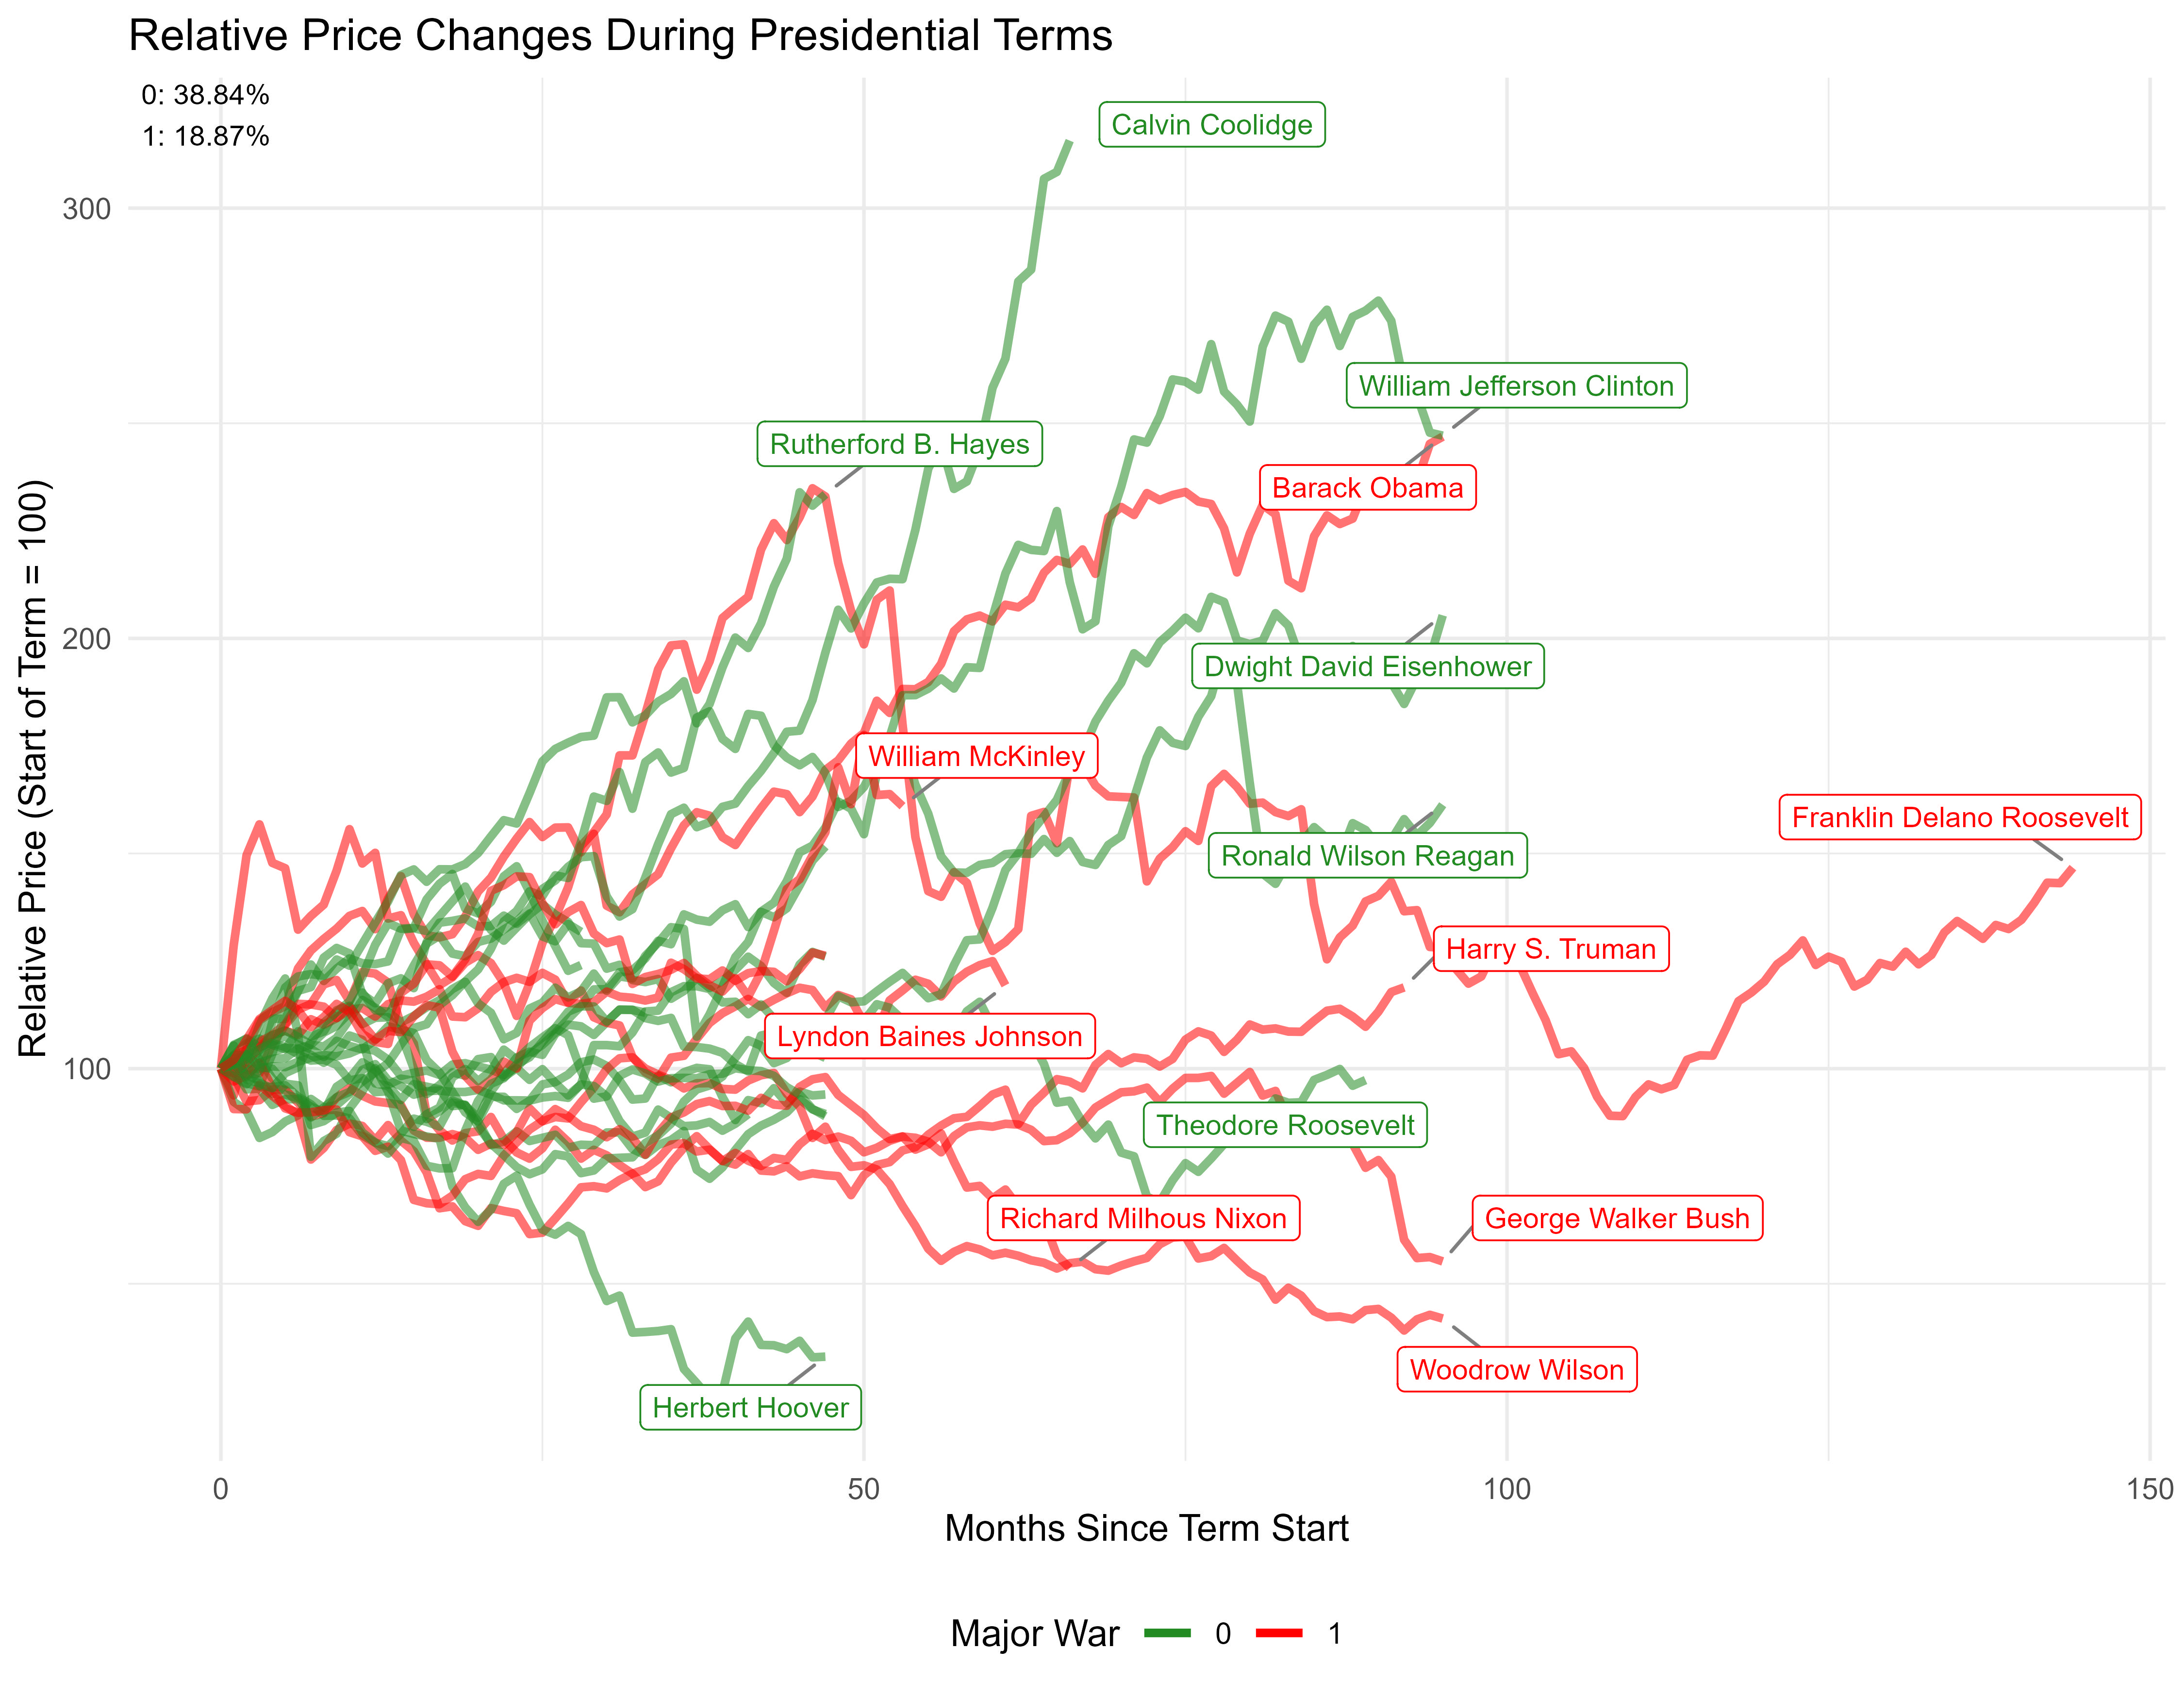 Relative Price Changes During Presidential Terms
0: 38.84%
1: 18.87%
Calvin Coolidge
300
William Jefferson Clinton
Rutherford B. Hayes
Barack Obama
200
Dwight David Eisenhower
William McKinley
Franklin Delano Roosevelt
Ronald Wilson Reagan
Harry S. Truman
Lyndon Baines Johnson
100
Theodore Roosevelt
Richard Milhous Nixon
George Walker Bush
Woodrow Wilson
Herbert Hoover
Relative Price (Start of Term = 100)
0 50 100 150
Months Since Term Start
Major War 0 1